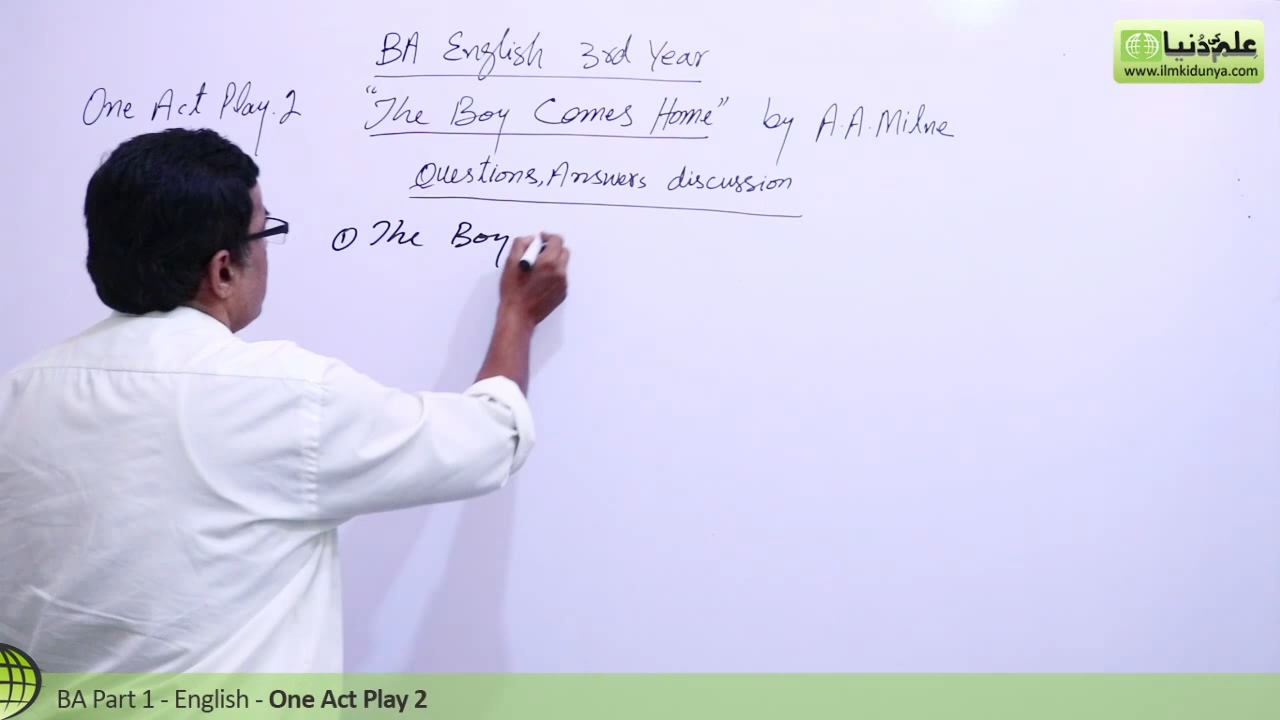 علم کی دُنیا
www.ilmkidunya.com
BA English 3rd Year
One Act Play.2 "The Boy Comes Home" by A.A.Milne
Questions, Answers discussion
① The Boy
BA Part 1 - English - One Act Play 2